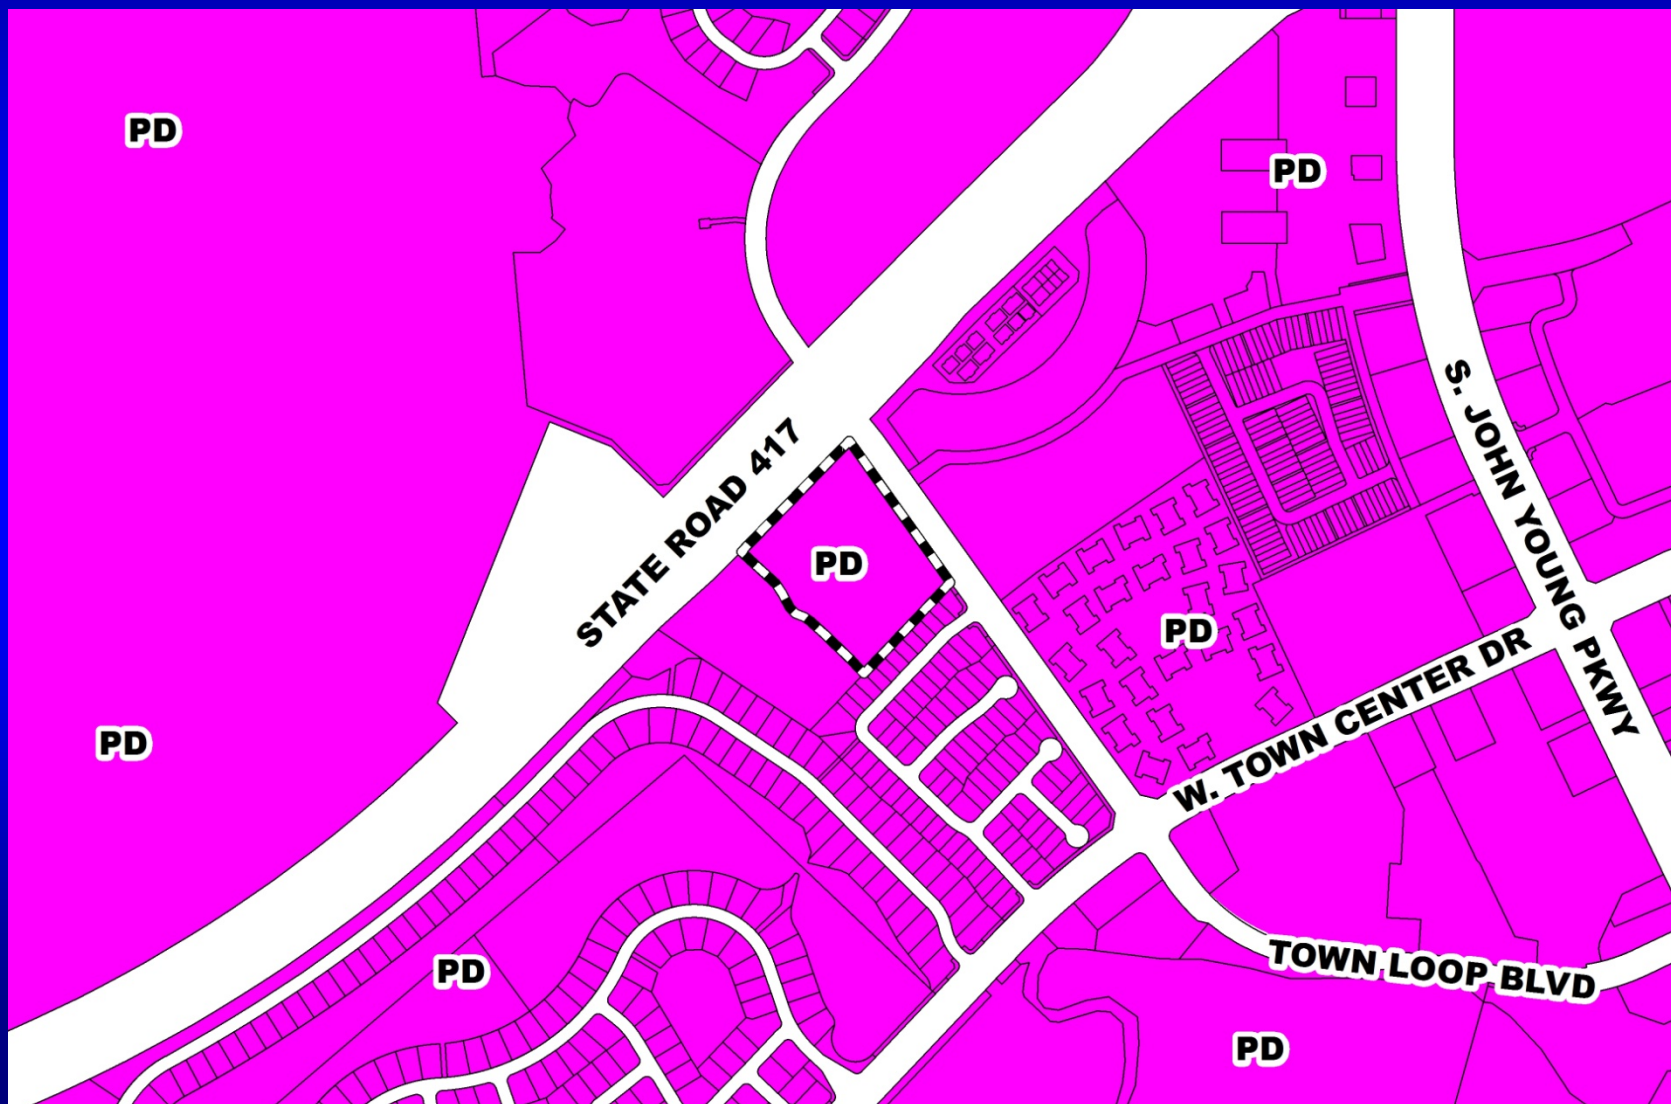 PD
PD
S. JOHN YOUNG PKWY
STATE ROAD 417
PD
PD
W. TOWN CENTER DR
PD
TOWN LOOP BLVD
PD
PD